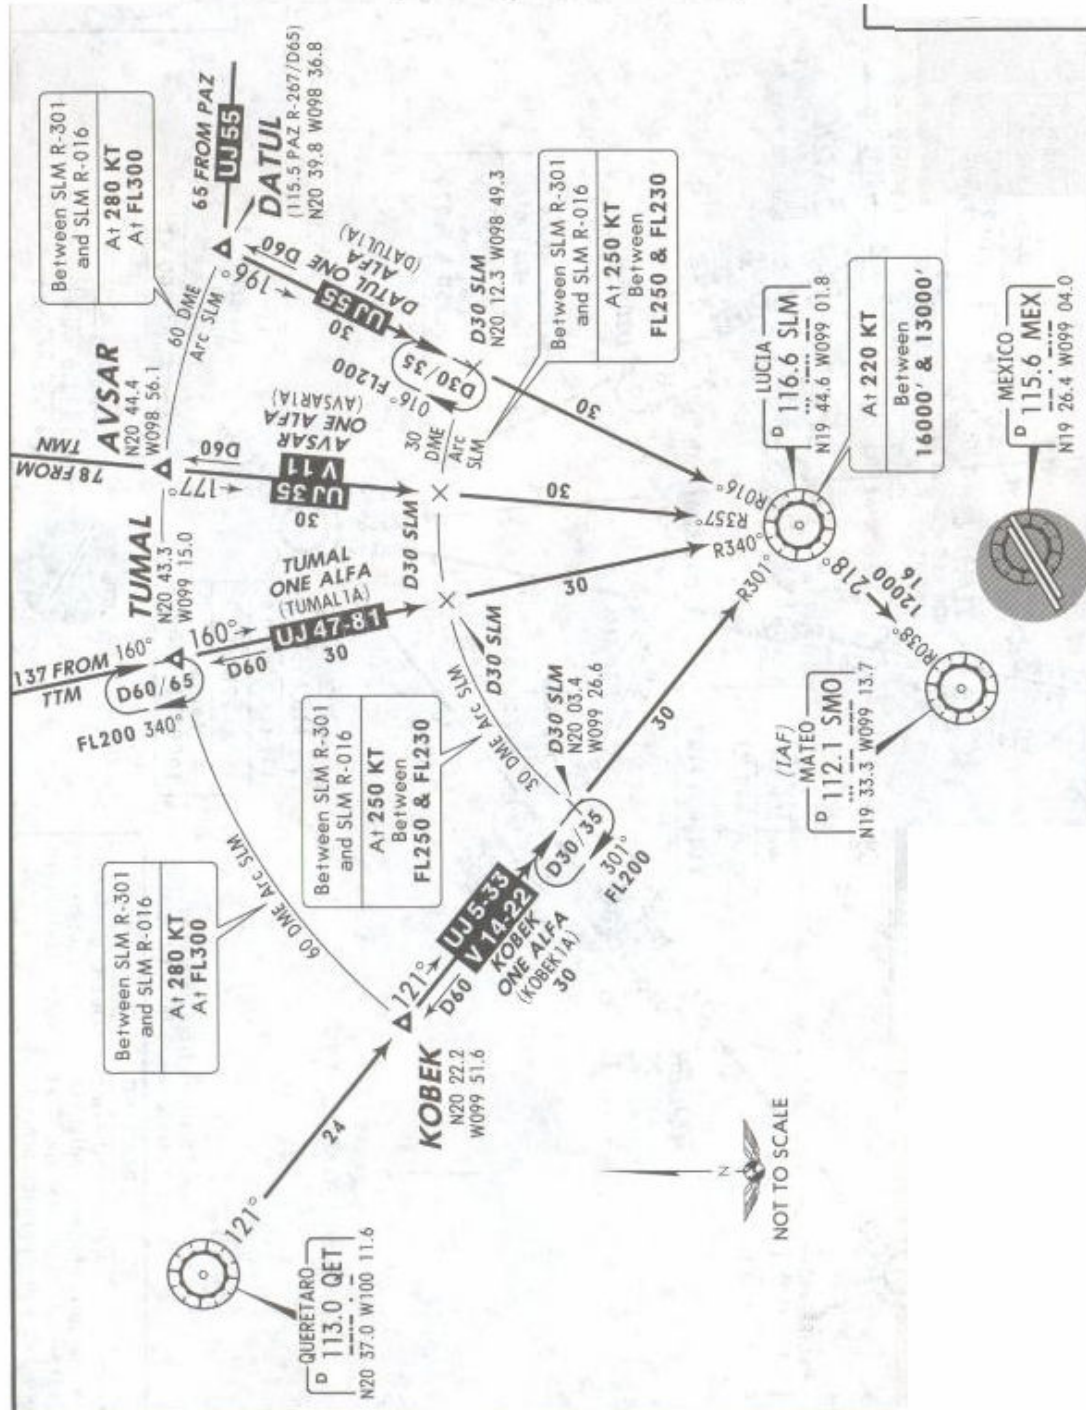 Between SLM R-301
and SLM R-016
At 280 KT
At FL300
65 FROM PAZ
UJ55
DATUL
(115.5 PAZ R-267/D65)
N20 39.8 W098 36.8
60 DME
Arc SLM
196°
D60
UJ55
DATUL ONE
ALFA
(DATUL1A)
30
D30/35
016°
FL200
D30 SLM
N20 12.3 W098 49.3
Between SLM R-301
and SLM R-016
At 250 KT
Between
FL250 & FL230
30
78 FROM
TMN
AVSAR
N20 44.4
W098 56.1
177°
D60
UJ35
V 11
AVSAR
ONE ALFA
(AVSAR1A)
30
30
DME
Arc
SLM
D30 SLM
30
137 FROM
TTM
160°
TUMAL
N20 43.3
W099 15.0
D60/65
FL200 340°
160°
D60
TUMAL
ONE ALFA
(TUMAL1A)
UJ 47-81
30
D30 SLM
30
Between SLM R-301
and SLM R-016
At 250 KT
Between
FL250 & FL230
30 DME Arc SLM
Between SLM R-301
and SLM R-016
At 280 KT
At FL300
60 DME Arc SLM
QUERETARO
D 113.0 QET
N20 37.0 W100 11.6
121°
24
KOBEK
N20 22.2
W099 51.6
121°
D60
UJ 5-33
V 14-22
KOBEK
ONE ALFA
(KOBEK1A)
30
D30/35
301°
FL200
D30 SLM
N20 03.4
W099 26.6
30
R301°
R340°
R357°
R016°
LUCIA
D 116.6 SLM
N19 44.6 W099 01.8
At 220 KT
Between
16000' & 13000'
218°
12000
16
R038°
(IAF)
MATEO
D 112.1 SMO
N19 33.3 W099 13.7
MEXICO
D 115.6 MEX
N19 26.4 W099 04.0
N
NOT TO SCALE